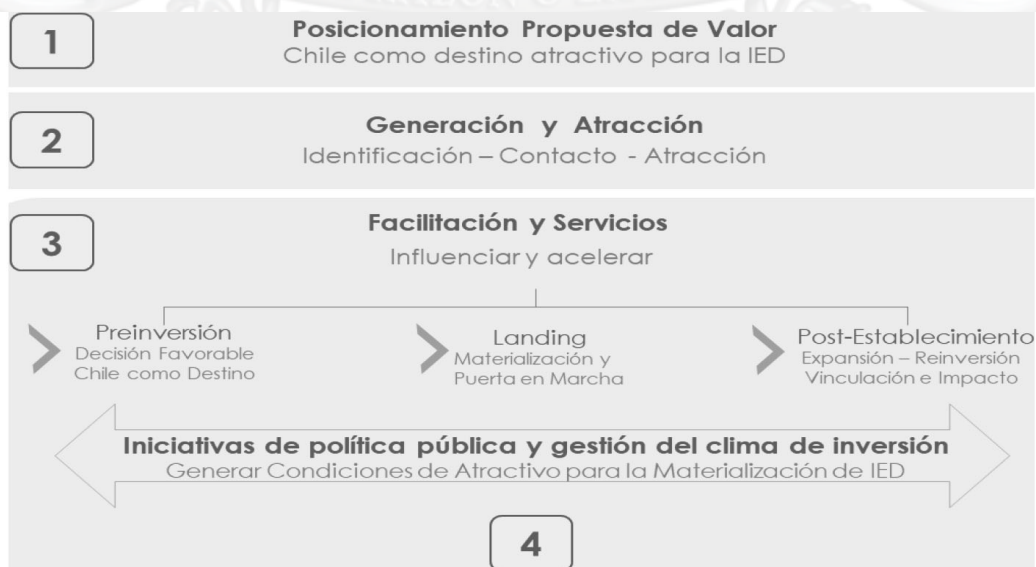 1
Posicionamiento Propuesta de Valor
Chile como destino atractivo para la IED
2
Generación y Atracción
Identificación – Contacto - Atracción
3
Facilitación y Servicios
Influenciar y acelerar
Preinversión
Decisión Favorable
Chile como Destino
Landing
Materialización y
Puerta en Marcha
Post-Establecimiento
Expansión – Reinversión
Vinculación e Impacto
Iniciativas de política pública y gestión del clima de inversión
Generar Condiciones de Atractivo para la Materialización de IED
4